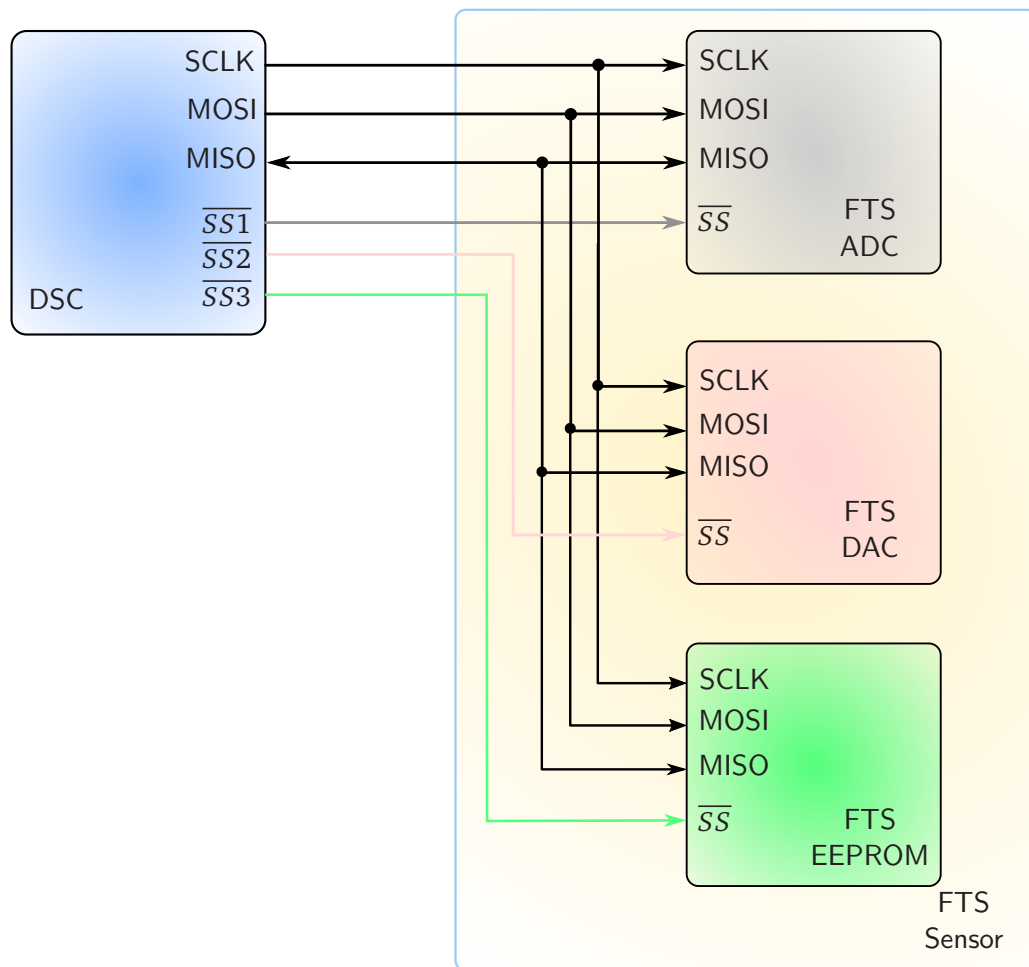 SCLK
MOSI
MISO
SS1
SS2
SS3
DSC
SCLK
MOSI
MISO
SS
FTS
ADC
SCLK
MOSI
MISO
SS
FTS
DAC
SCLK
MOSI
MISO
SS
FTS
EEPROM
FTS
Sensor